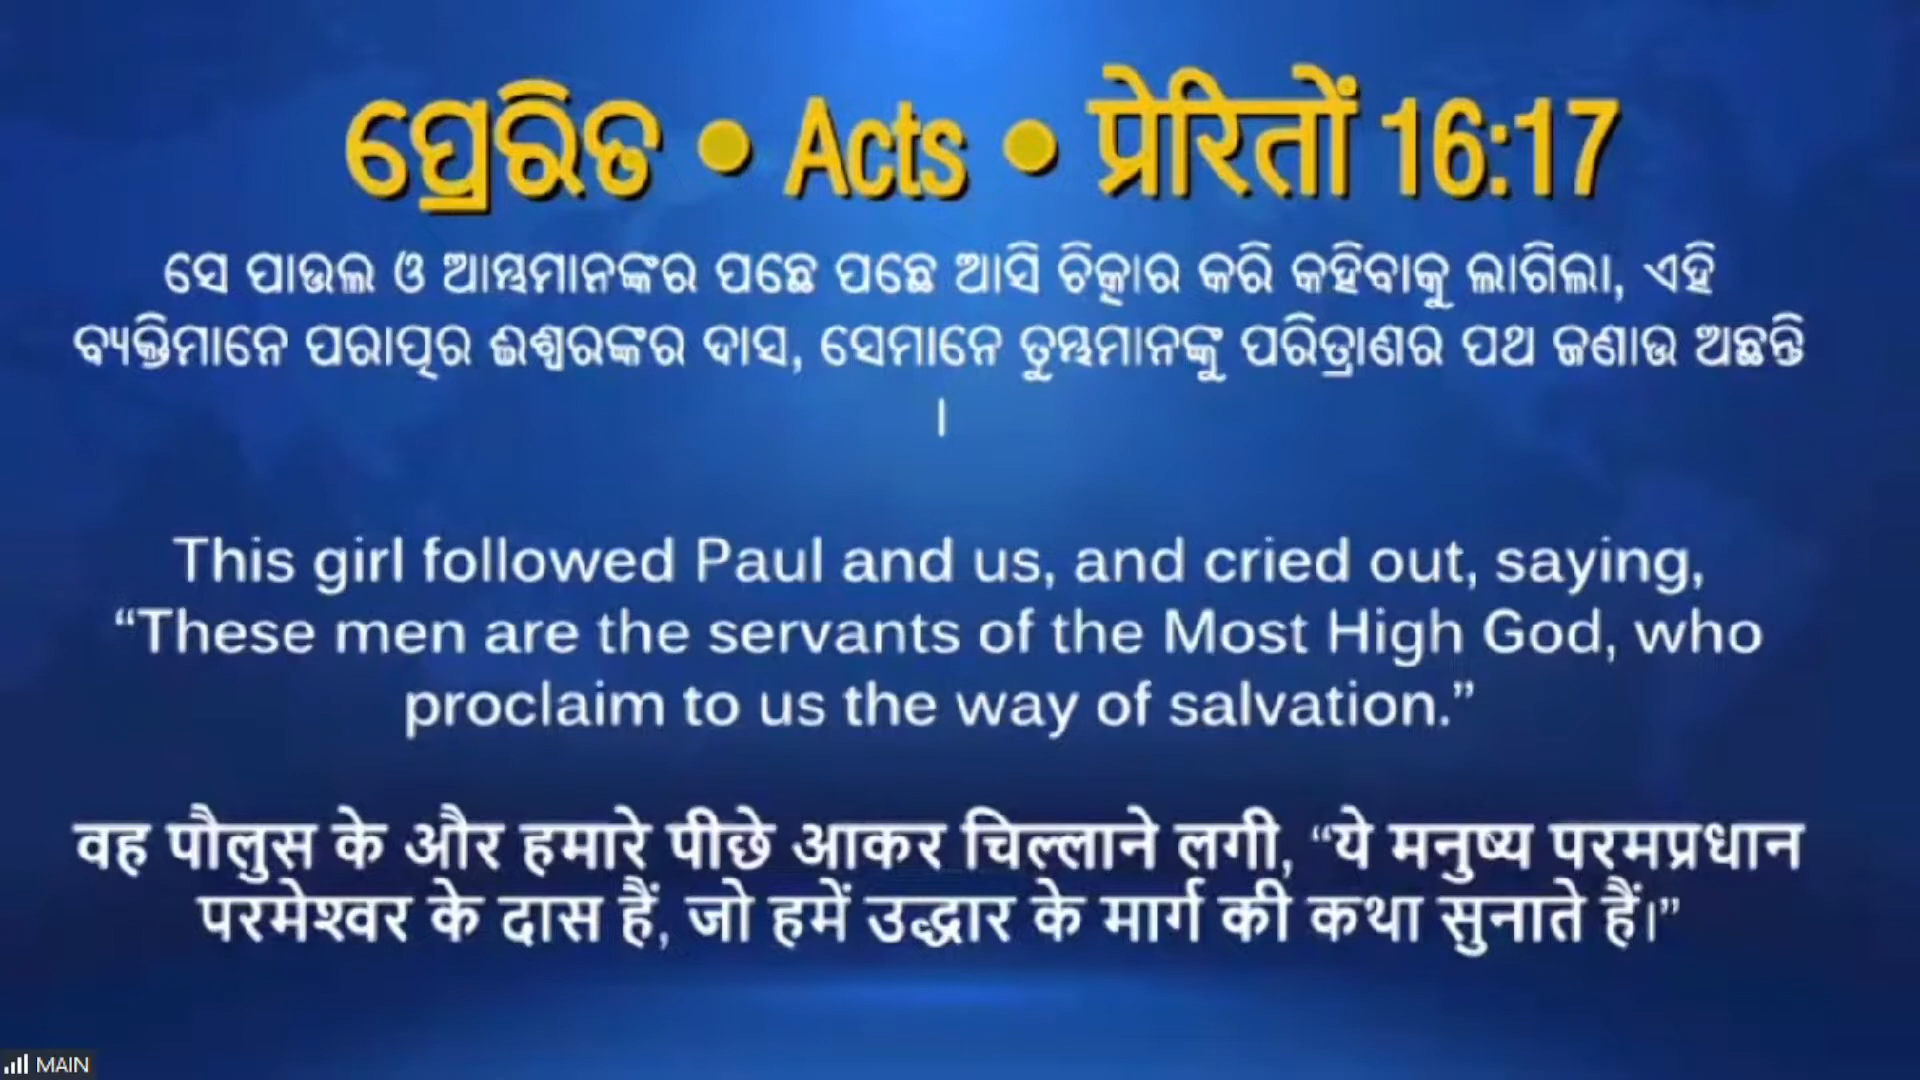 ପ୍ରେରିତ • Acts • प्रेरितों 16:17
ସେ ପାଉଲ ଓ ଆମ୍ଭମାନଙ୍କର ପଛେ ପଛେ ଆସି ଚିତ୍କାର କରି କହିବାକୁ ଲାଗିଲା, ଏହି
ବ୍ୟକ୍ତିମାନେ ପରାତ୍ପର ଈଶ୍ୱରଙ୍କର ଦାସ, ସେମାନେ ତୁମ୍ଭମାନଙ୍କୁ ପରିତ୍ରାଣର ପଥ ଜଣାଉ ଅଛନ୍ତି
।
This girl followed Paul and us, and cried out, saying,
“These men are the servants of the Most High God, who
proclaim to us the way of salvation.”
वह पौलुस के और हमारे पीछे आकर चिल्लाने लगी, “ये मनुष्य परमप्रधान
परमेश्वर के दास हैं, जो हमें उद्धार के मार्ग की कथा सुनाते हैं।”
MAIN